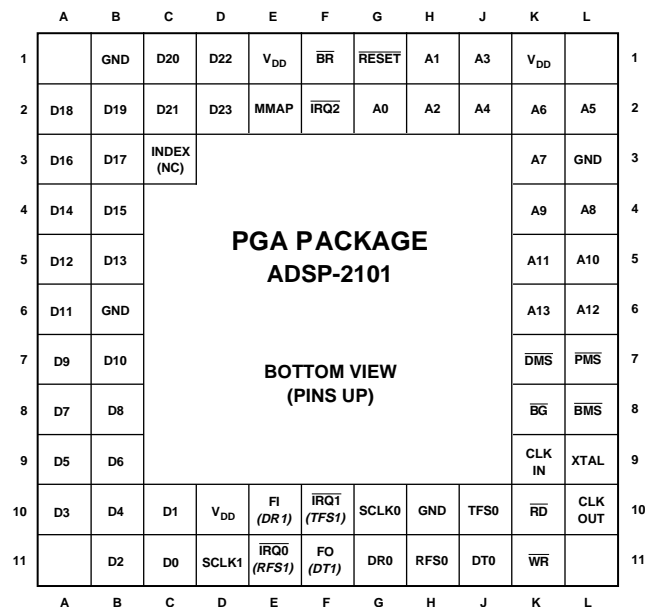 A B C D E F G H J K L
1 GND D20 D22 VDD BR RESET A1 A3 VDD 1
2 D18 D19 D21 D23 MMAP IRQ2 A0 A2 A4 A6 A5 2
3 D16 D17 INDEX (NC) A7 GND 3
4 D14 D15 A9 A8 4
PGA PACKAGE
5 D12 D13 A11 A10 5
ADSP-2101
6 D11 GND A13 A12 6
7 D9 D10 DMS PMS 7
BOTTOM VIEW
(PINS UP)
8 D7 D8 BG BMS 8
9 D5 D6 CLK IN XTAL 9
10 D3 D4 D1 VDD FI (DR1) IRQ1 (TFS1) SCLK0 GND TFS0 RD CLK OUT 10
11 D2 D0 SCLK1 IRQ0 (RFS1) FO (DT1) DR0 RFS0 DT0 WR 11
A B C D E F G H J K L